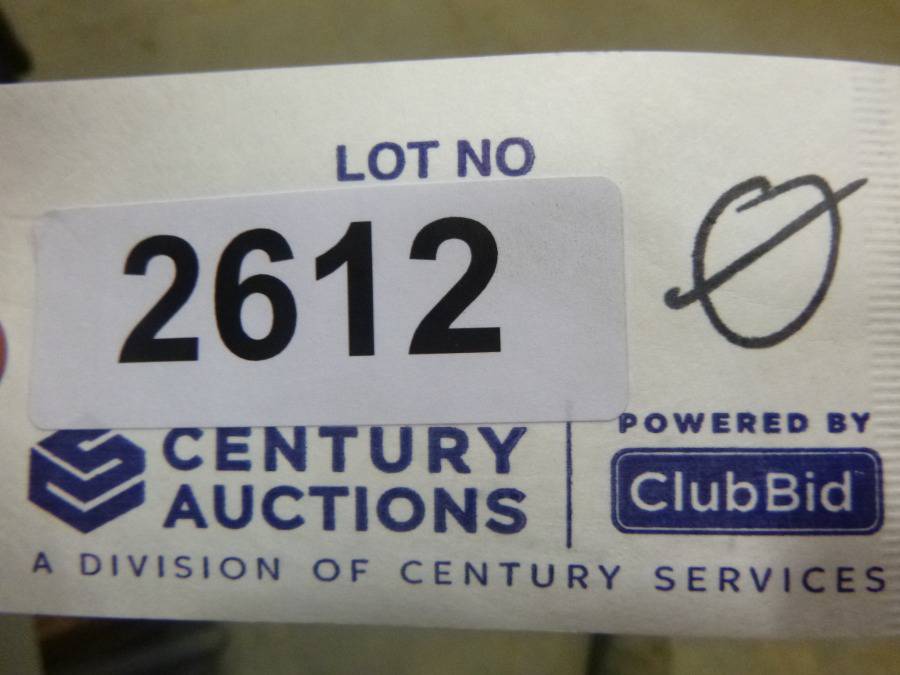 LOT NO
2612
CENTURY
AUCTIONS
POWERED BY
ClubBid
A DIVISION OF CENTURY SERVICES